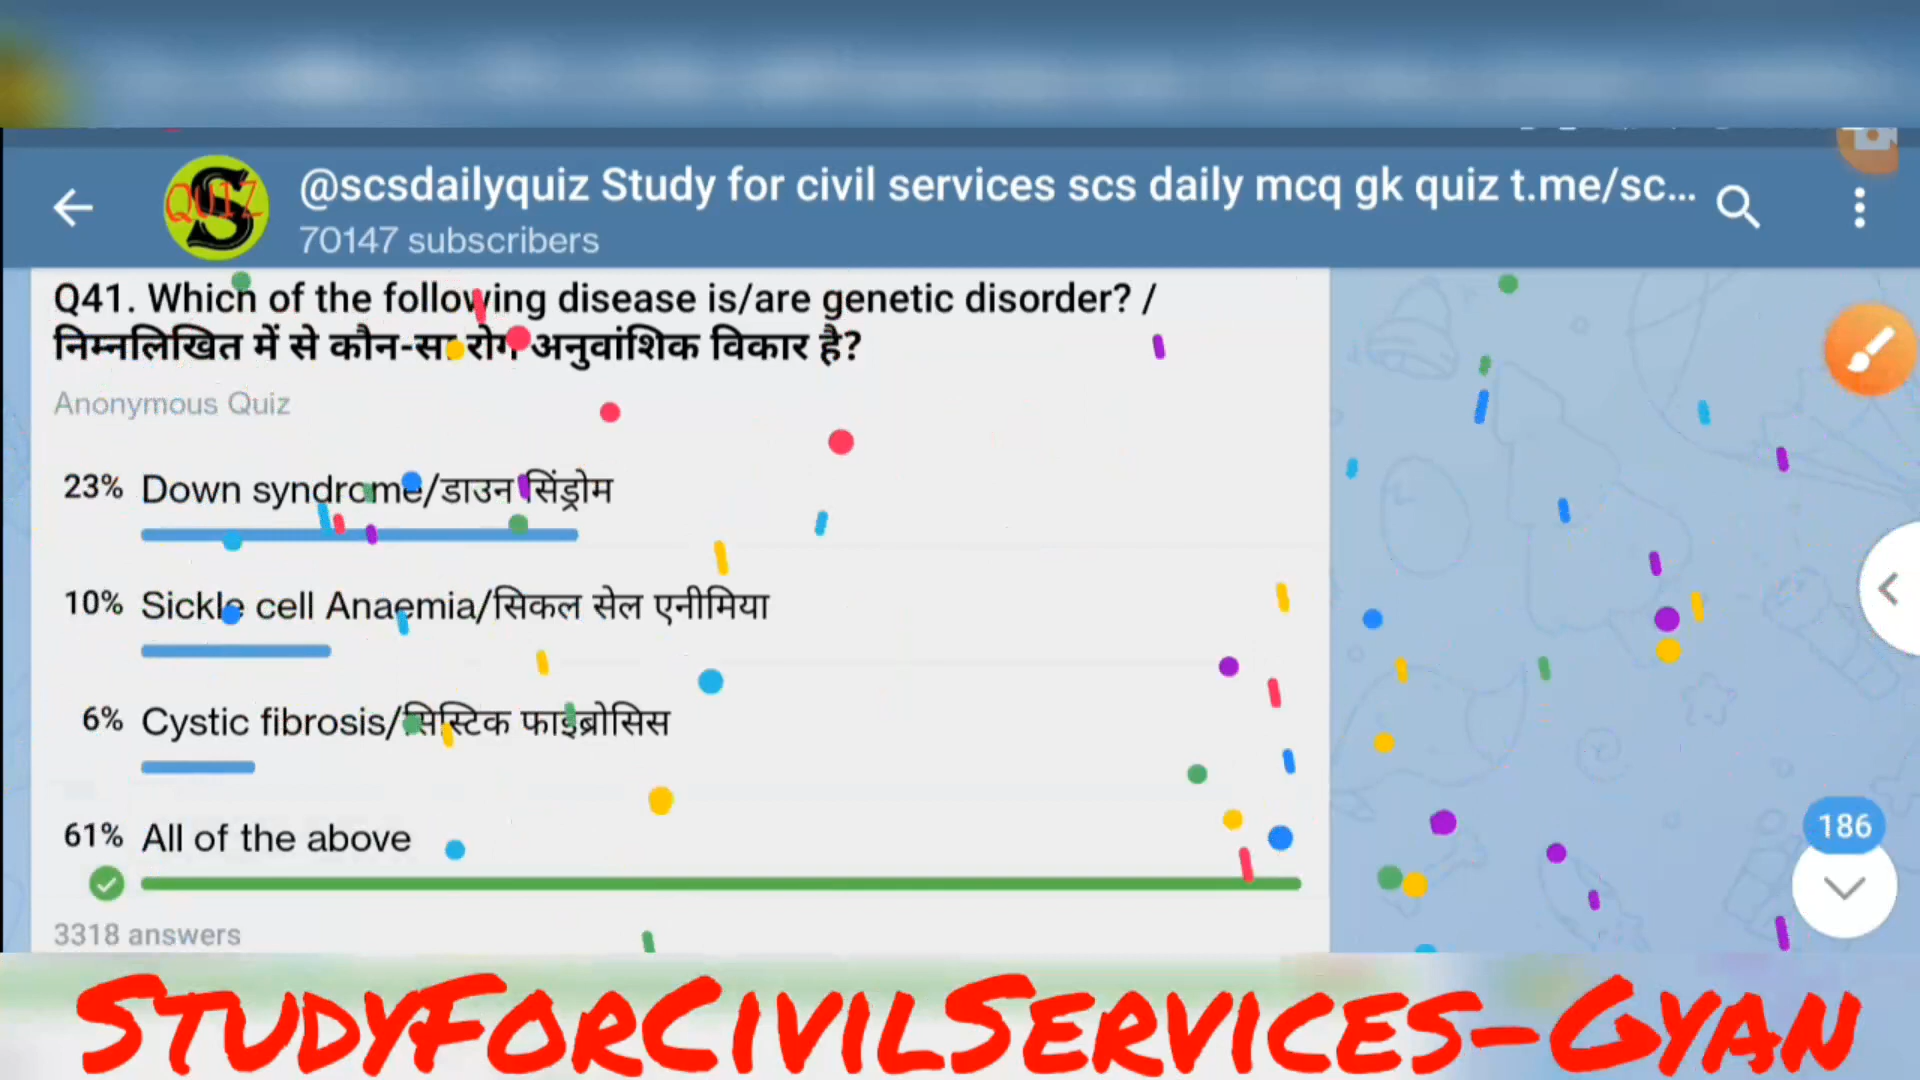 QUIZ
S
@scsdailyquiz Study for civil services scs daily mcq gk quiz t.me/sc...
70147 subscribers
Q41. Which of the following disease is/are genetic disorder? /
निम्नलिखित में से कौन-सा रोग अनुवांशिक विकार है?
Anonymous Quiz
23% Down syndrome/डाउन सिंड्रोम
10% Sickle cell Anaemia/सिकल सेल एनीमिया
6% Cystic fibrosis/सिस्टिक फाइब्रोसिस
61% All of the above
186
3318 answers
STUDYFORCIVILSERVICES-GYAN